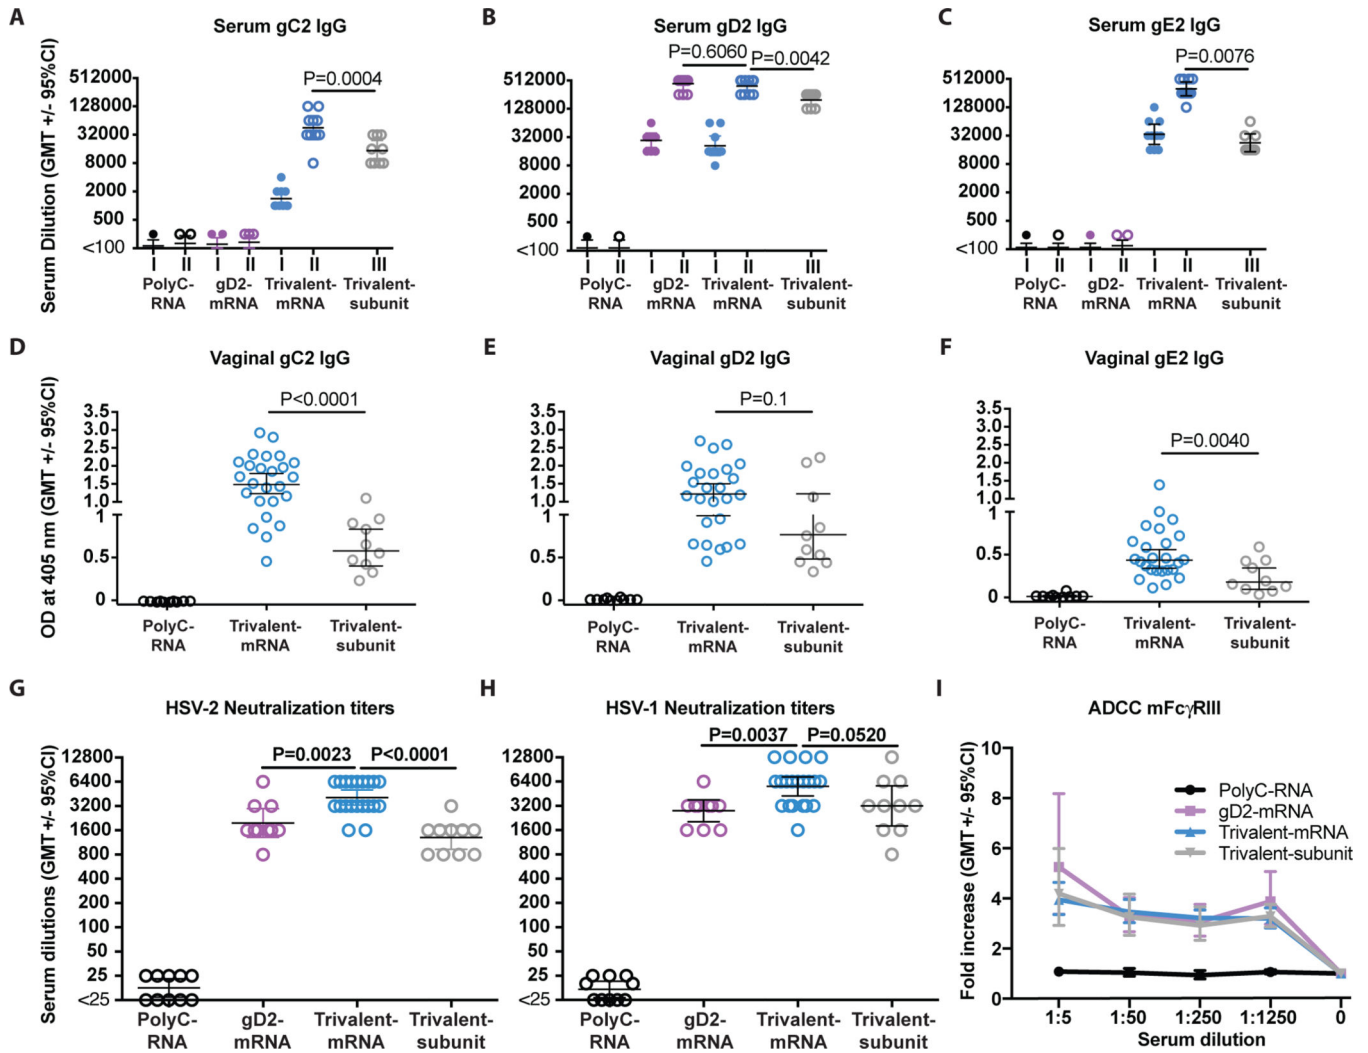 A
Serum gC2 IgG
Serum Dilution (GMT +/- 95%CI)
P=0.0004
512000
128000
32000
8000
2000
500
<100
I II I II I II III
PolyC-RNA
gD2-mRNA
Trivalent-mRNA
Trivalent-subunit
B
Serum gD2 IgG
P=0.6060
P=0.0042
512000
128000
32000
8000
2000
500
<100
I II I II I II III
PolyC-RNA
gD2-mRNA
Trivalent-mRNA
Trivalent-subunit
C
Serum gE2 IgG
P=0.0076
512000
128000
32000
8000
2000
500
<100
I II I II I II III
PolyC-RNA
gD2-mRNA
Trivalent-mRNA
Trivalent-subunit
D
Vaginal gC2 IgG
OD at 405 nm (GMT +/- 95%CI)
P<0.0001
3.5
3.0
2.5
2.0
1.5
1.0
1
0.5
0
PolyC-RNA
Trivalent-mRNA
Trivalent-subunit
E
Vaginal gD2 IgG
P=0.1
3.5
3.0
2.5
2.0
1.5
1.0
1
0.5
0
PolyC-RNA
Trivalent-mRNA
Trivalent-subunit
F
Vaginal gE2 IgG
P=0.0040
3.5
3.0
2.5
2.0
1.5
1.0
1
0.5
0
PolyC-RNA
Trivalent-mRNA
Trivalent-subunit
G
HSV-2 Neutralization titers
Serum dilutions (GMT +/- 95%CI)
P=0.0023
P<0.0001
12800
6400
3200
1600
800
400
200
100
50
25
<25
PolyC-RNA
gD2-mRNA
Trivalent-mRNA
Trivalent-subunit
H
HSV-1 Neutralization titers
P=0.0037
P=0.0520
12800
6400
3200
1600
800
400
200
100
50
25
<25
PolyC-RNA
gD2-mRNA
Trivalent-mRNA
Trivalent-subunit
I
ADCC mFcγRIII
Fold increase (GMT +/- 95%CI)
10
8
6
4
2
0
PolyC-RNA
gD2-mRNA
Trivalent-mRNA
Trivalent-subunit
1:5 1:50 1:250 1:1250 0
Serum dilution